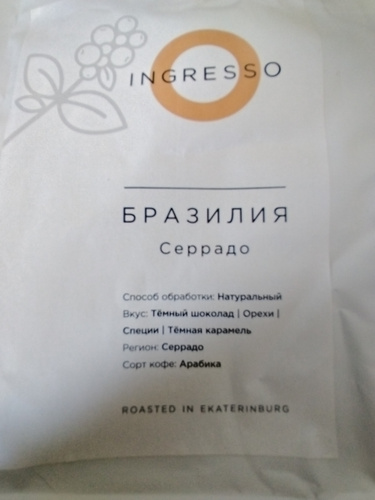 INGRESSO
БРАЗИЛИЯ
Серрадо
Способ обработки: Натуральный
Вкус: Тёмный шоколад | Орехи |
Специи | Тёмная карамель
Регион: Серрадо
Сорт кофе: Арабика
ROASTED IN EKATERINBURG